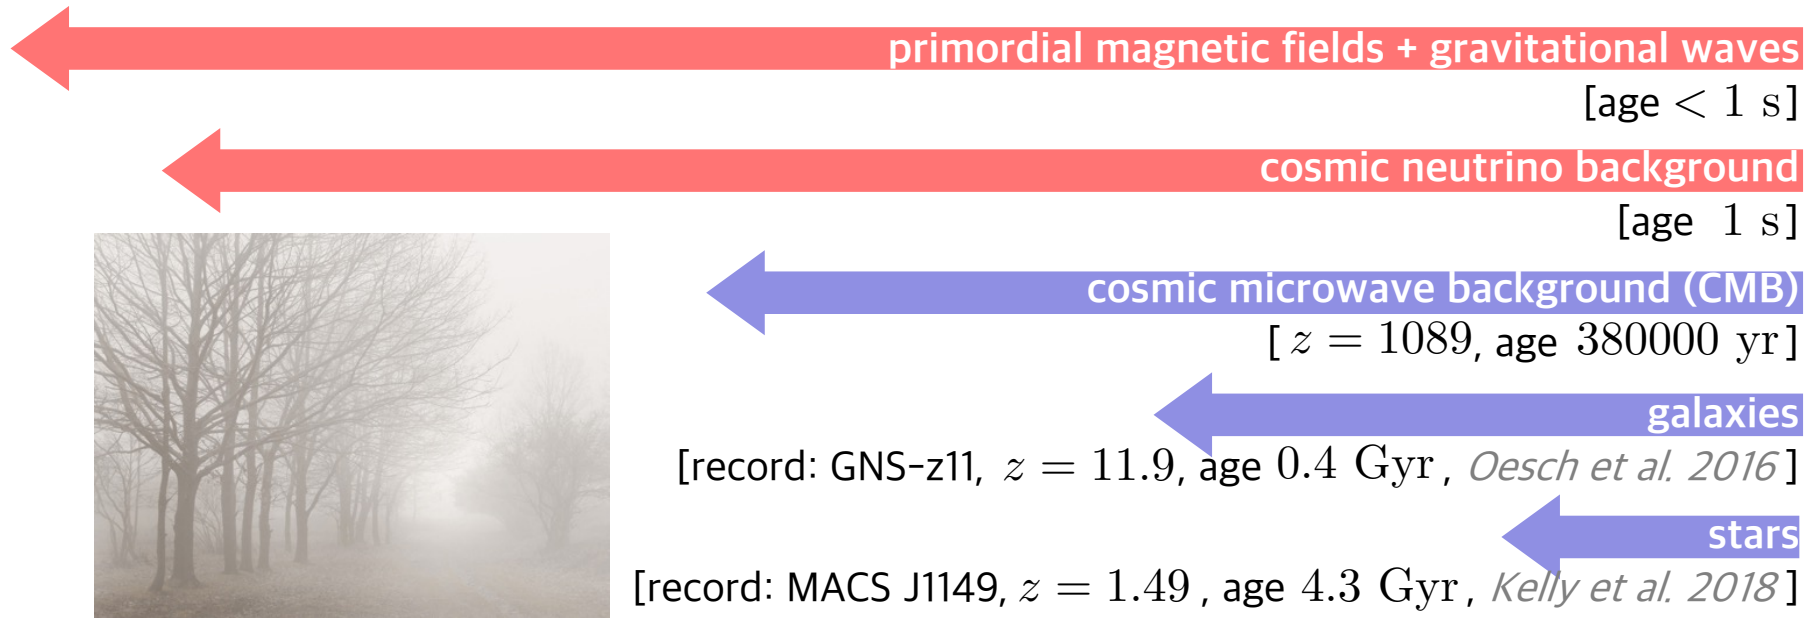 primordial magnetic fields + gravitational waves
[age < 1 s]
cosmic neutrino background
[age 1 s]
cosmic microwave background (CMB)
[ z = 1089, age 380000 yr]
galaxies
[record: GNS-z11, z = 11.9, age 0.4 Gyr, Oesch et al. 2016]
stars
[record: MACS J1149, z = 1.49, age 4.3 Gyr, Kelly et al. 2018]